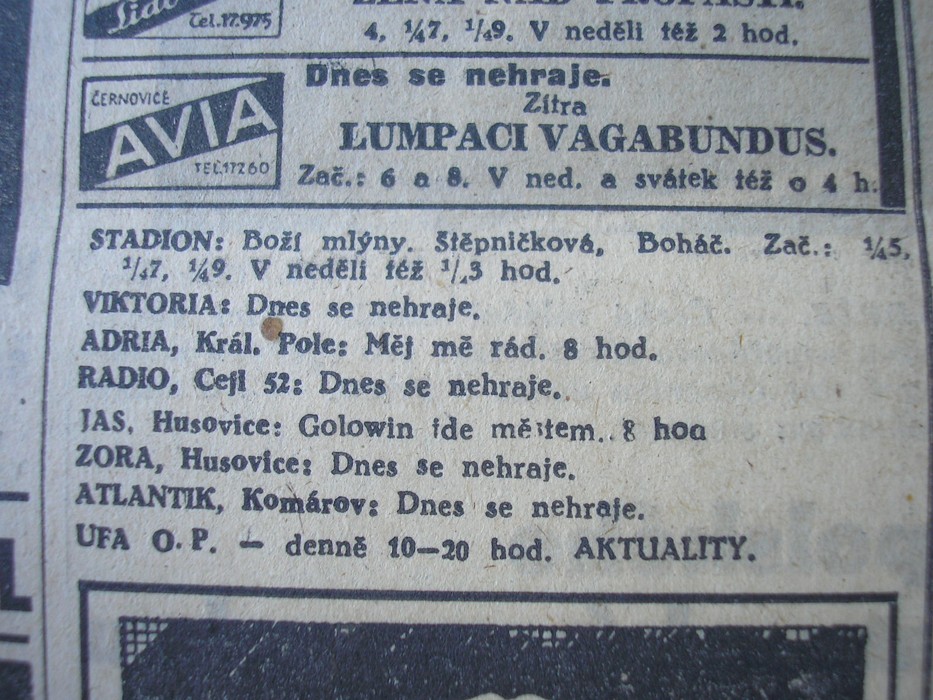 Tel.17.975
4, ¼7, ¼9. V neděli též 2 hod.
ČERNOVICE
AVIA
TEL.17260
Dnes se nehraje.
Zítra
LUMPACI VAGABUNDUS.
Zač.: 6 a 8. V ned. a svátek též o 4 h.
STADION: Boží mlýny. Štěpničková, Boháč. Zač.: ¼5,
¼7, ¼9. V neděli též ½3 hod.
VIKTORIA: Dnes se nehraje.
ADRIA, Král. Pole: Měj mě rád. 8 hod.
RADIO, Cejl 52: Dnes se nehraje.
JAS, Husovice: Golowin jde městem.. 8 hod
ZORA, Husovice: Dnes se nehraje.
ATLANTIK, Komárov: Dnes se nehraje.
UFA O. P. — denně 10—20 hod. AKTUALITY.